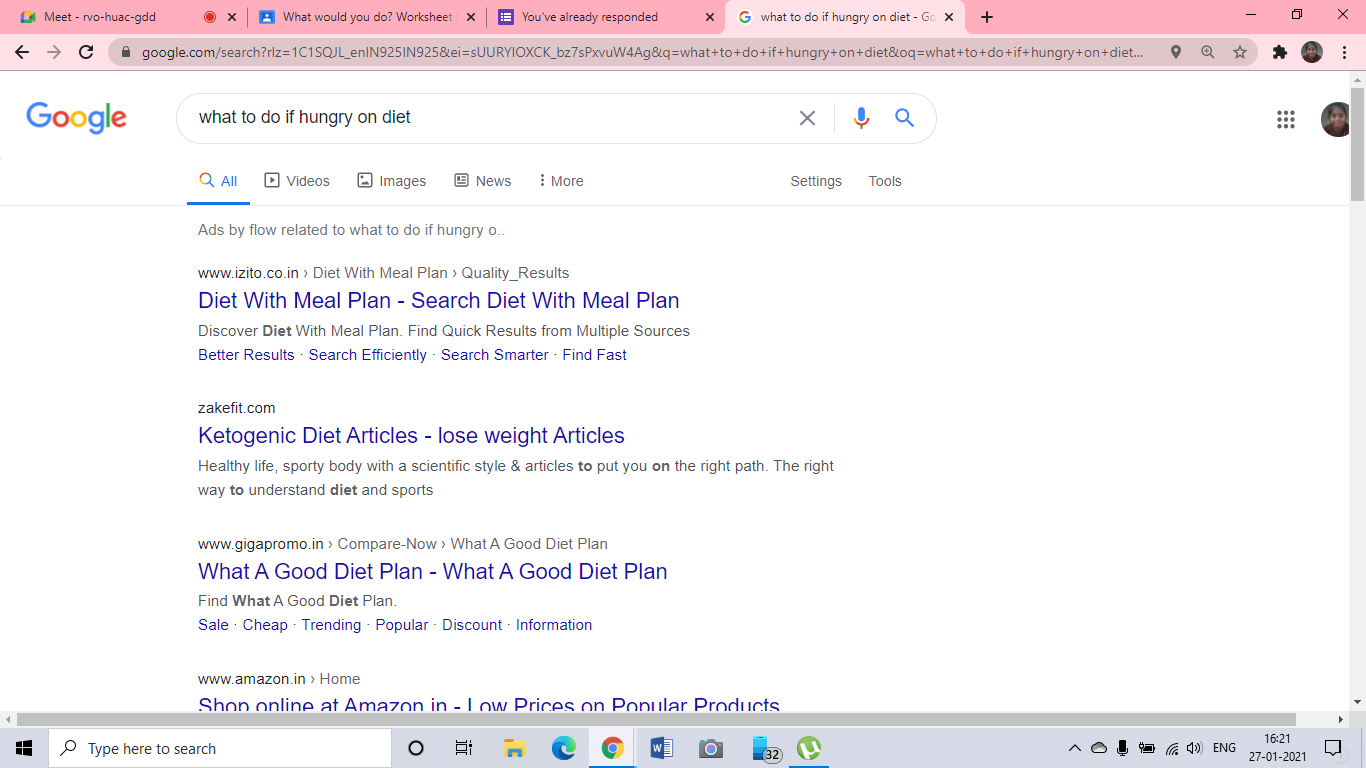 Meet - rvo-huac-gdd
What would you do? Worksheet
You've already responded
what to do if hungry on diet - Go
google.com/search?rlz=1C1SQJL_enIN925IN925&ei=sUURYIOXCK_bz7sPxvuW4Ag&q=what+to+do+if+hungry+on+diet&oq=what+to+do+if+hungry+on+diet...
Google
what to do if hungry on diet
All
Videos
Images
News
More
Settings
Tools
Ads by flow related to what to do if hungry o..
www.izito.co.in › Diet With Meal Plan › Quality_Results
Diet With Meal Plan - Search Diet With Meal Plan
Discover Diet With Meal Plan. Find Quick Results from Multiple Sources
Better Results · Search Efficiently · Search Smarter · Find Fast
zakefit.com
Ketogenic Diet Articles - lose weight Articles
Healthy life, sporty body with a scientific style & articles to put you on the right path. The right
way to understand diet and sports
www.gigapromo.in › Compare-Now › What A Good Diet Plan
What A Good Diet Plan - What A Good Diet Plan
Find What A Good Diet Plan.
Sale · Cheap · Trending · Popular · Discount · Information
www.amazon.in › Home
Shop online at Amazon.in - Low Prices on Popular Products
Type here to search
32
ENG
16:21
27-01-2021